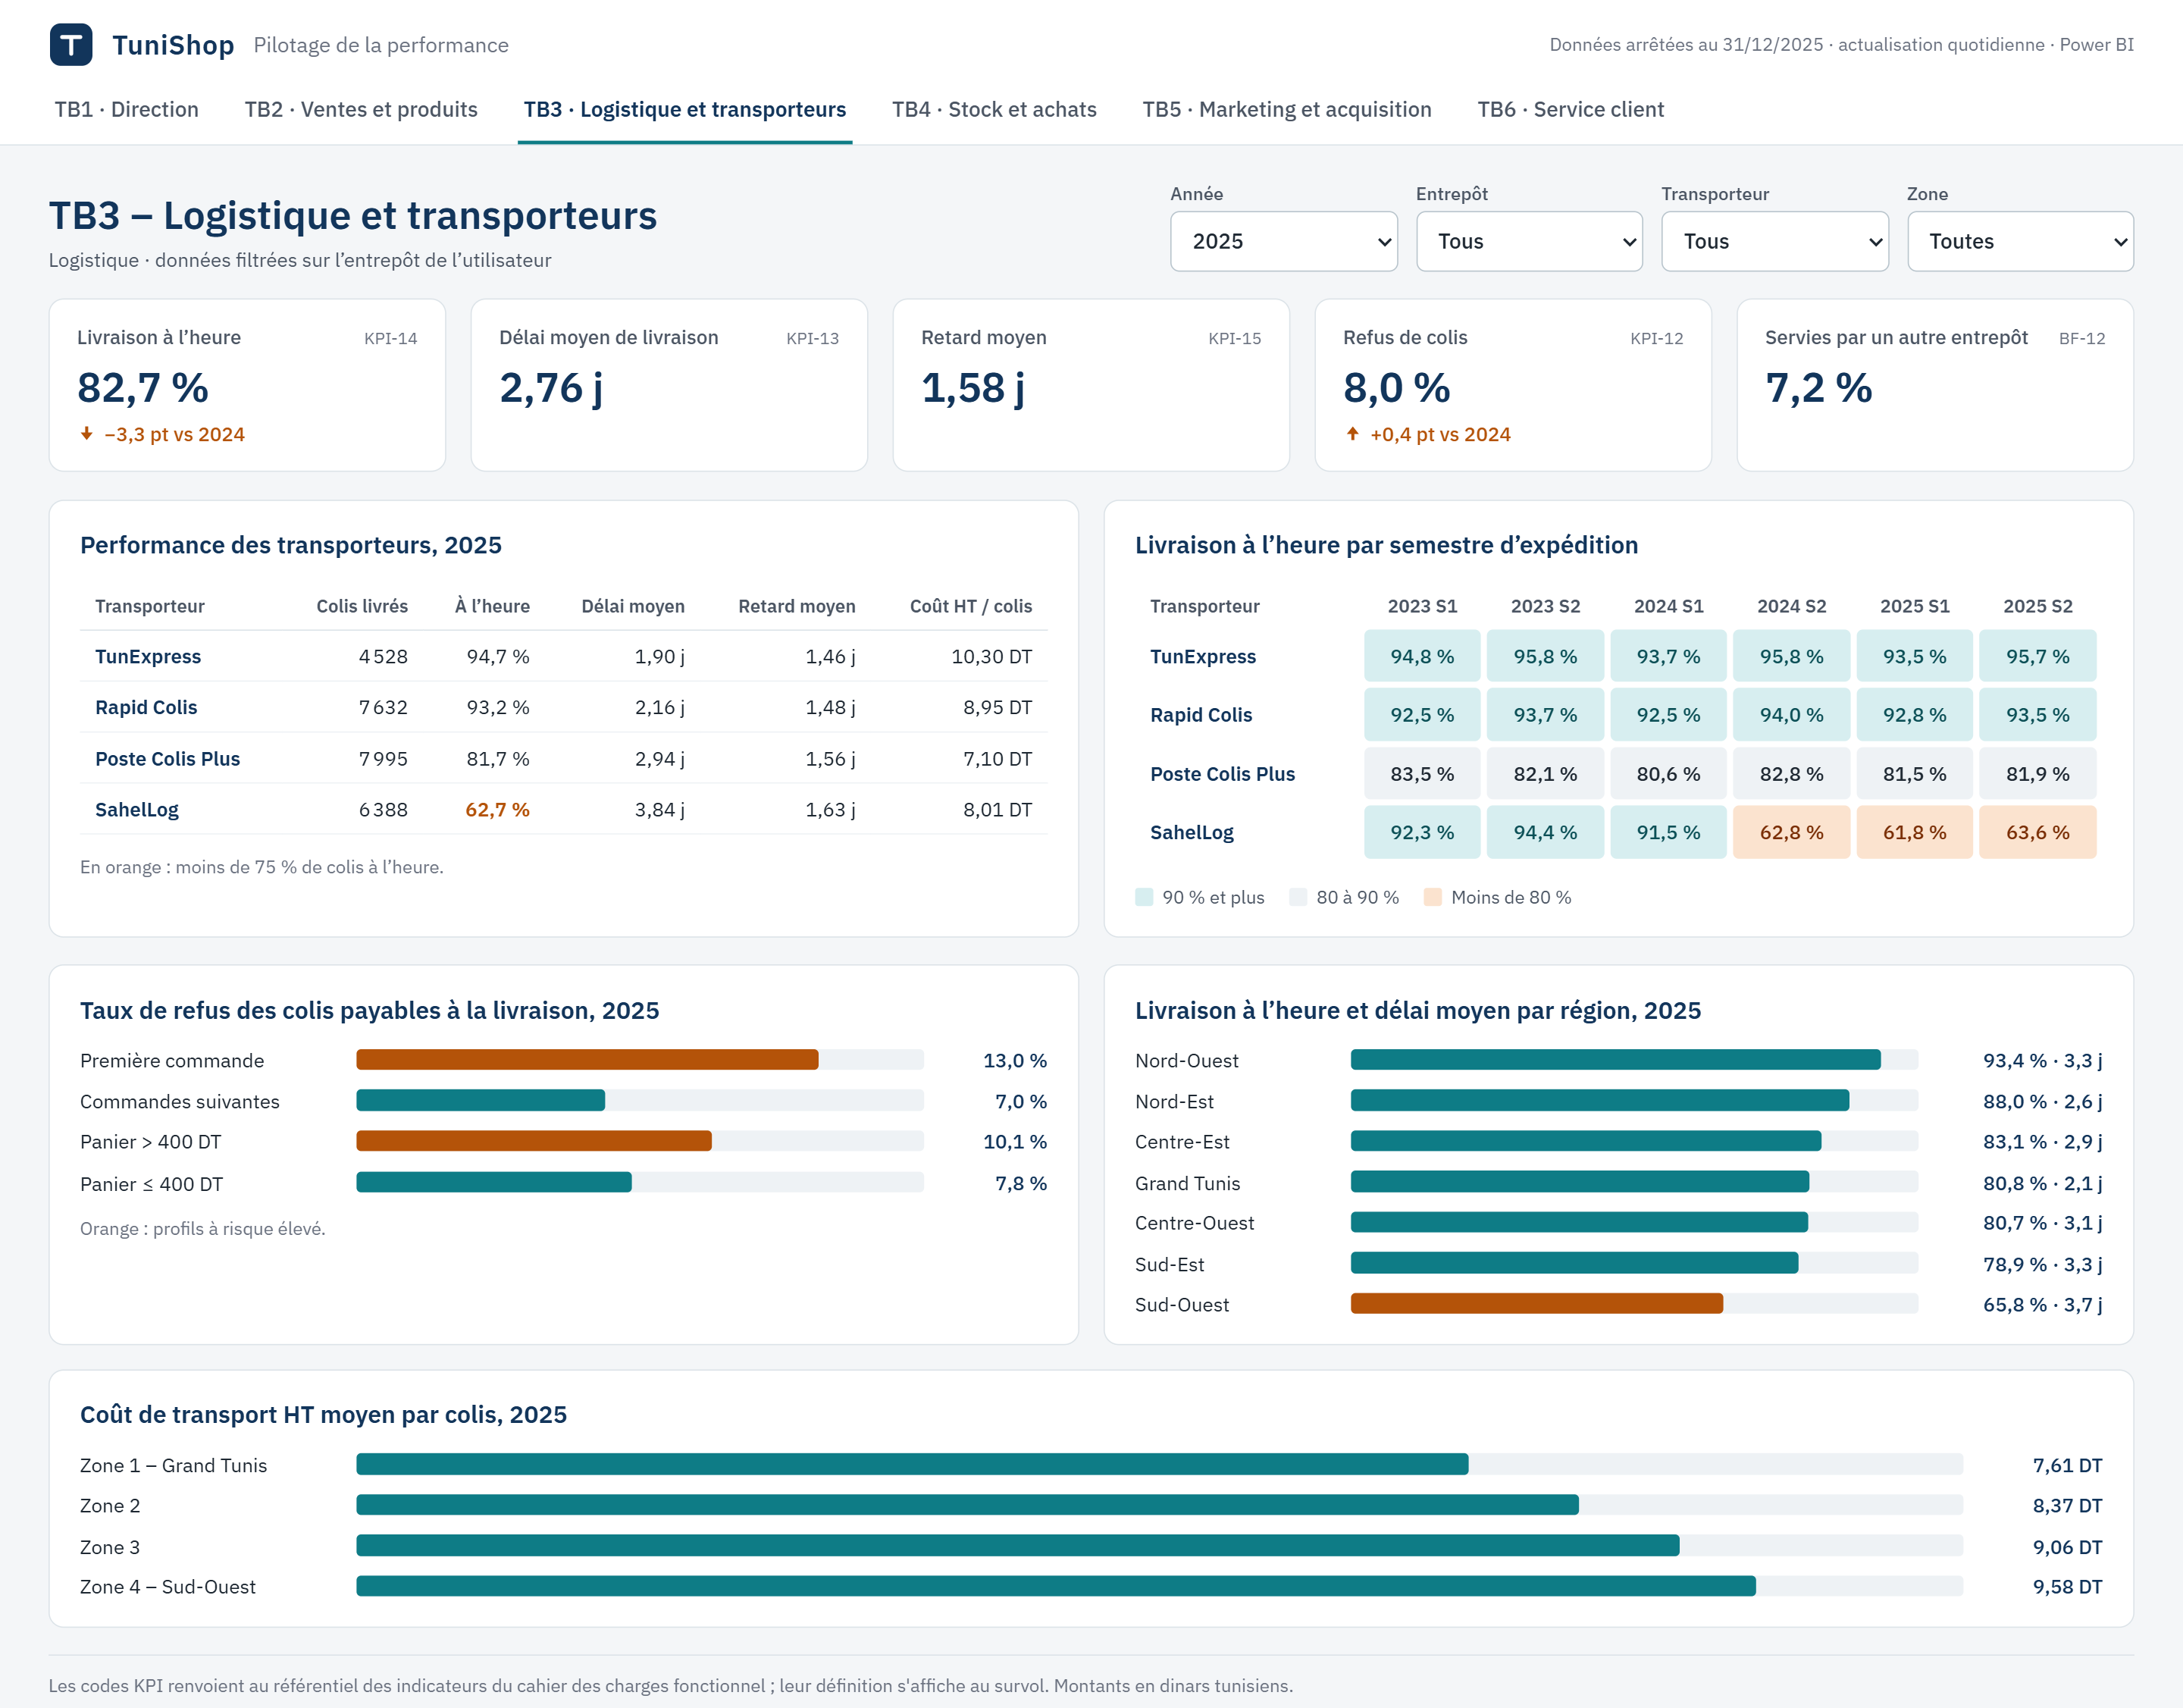 T TuniShop Pilotage de la performance
Données arrêtées au 31/12/2025 · actualisation quotidienne · Power BI
TB1 · Direction TB2 · Ventes et produits TB3 · Logistique et transporteurs TB4 · Stock et achats TB5 · Marketing et acquisition TB6 · Service client
TB3 – Logistique et transporteurs
Logistique · données filtrées sur l’entrepôt de l’utilisateur
Année Entrepôt Transporteur Zone
2025 Tous Tous Toutes
Livraison à l’heure KPI-14
82,7 %
−3,3 pt vs 2024
Délai moyen de livraison KPI-13
2,76 j
Retard moyen KPI-15
1,58 j
Refus de colis KPI-12
8,0 %
+0,4 pt vs 2024
Servies par un autre entrepôt BF-12
7,2 %
Performance des transporteurs, 2025
Transporteur Colis livrés À l’heure Délai moyen Retard moyen Coût HT / colis
TunExpress 4 528 94,7 % 1,90 j 1,46 j 10,30 DT
Rapid Colis 7 632 93,2 % 2,16 j 1,48 j 8,95 DT
Poste Colis Plus 7 995 81,7 % 2,94 j 1,56 j 7,10 DT
SahelLog 6 388 62,7 % 3,84 j 1,63 j 8,01 DT
En orange : moins de 75 % de colis à l’heure.
Livraison à l’heure par semestre d’expédition
Transporteur 2023 S1 2023 S2 2024 S1 2024 S2 2025 S1 2025 S2
TunExpress 94,8 % 95,8 % 93,7 % 95,8 % 93,5 % 95,7 %
Rapid Colis 92,5 % 93,7 % 92,5 % 94,0 % 92,8 % 93,5 %
Poste Colis Plus 83,5 % 82,1 % 80,6 % 82,8 % 81,5 % 81,9 %
SahelLog 92,3 % 94,4 % 91,5 % 62,8 % 61,8 % 63,6 %
90 % et plus 80 à 90 % Moins de 80 %
Taux de refus des colis payables à la livraison, 2025
Première commande 13,0 %
Commandes suivantes 7,0 %
Panier > 400 DT 10,1 %
Panier ≤ 400 DT 7,8 %
Orange : profils à risque élevé.
Livraison à l’heure et délai moyen par région, 2025
Nord-Ouest 93,4 % · 3,3 j
Nord-Est 88,0 % · 2,6 j
Centre-Est 83,1 % · 2,9 j
Grand Tunis 80,8 % · 2,1 j
Centre-Ouest 80,7 % · 3,1 j
Sud-Est 78,9 % · 3,3 j
Sud-Ouest 65,8 % · 3,7 j
Coût de transport HT moyen par colis, 2025
Zone 1 – Grand Tunis 7,61 DT
Zone 2 8,37 DT
Zone 3 9,06 DT
Zone 4 – Sud-Ouest 9,58 DT
Les codes KPI renvoient au référentiel des indicateurs du cahier des charges fonctionnel ; leur définition s'affiche au survol. Montants en dinars tunisiens.